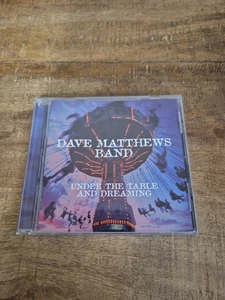 DAVE MATTHEWS
BAND
UNDER THE TABLE
AND DREAMING